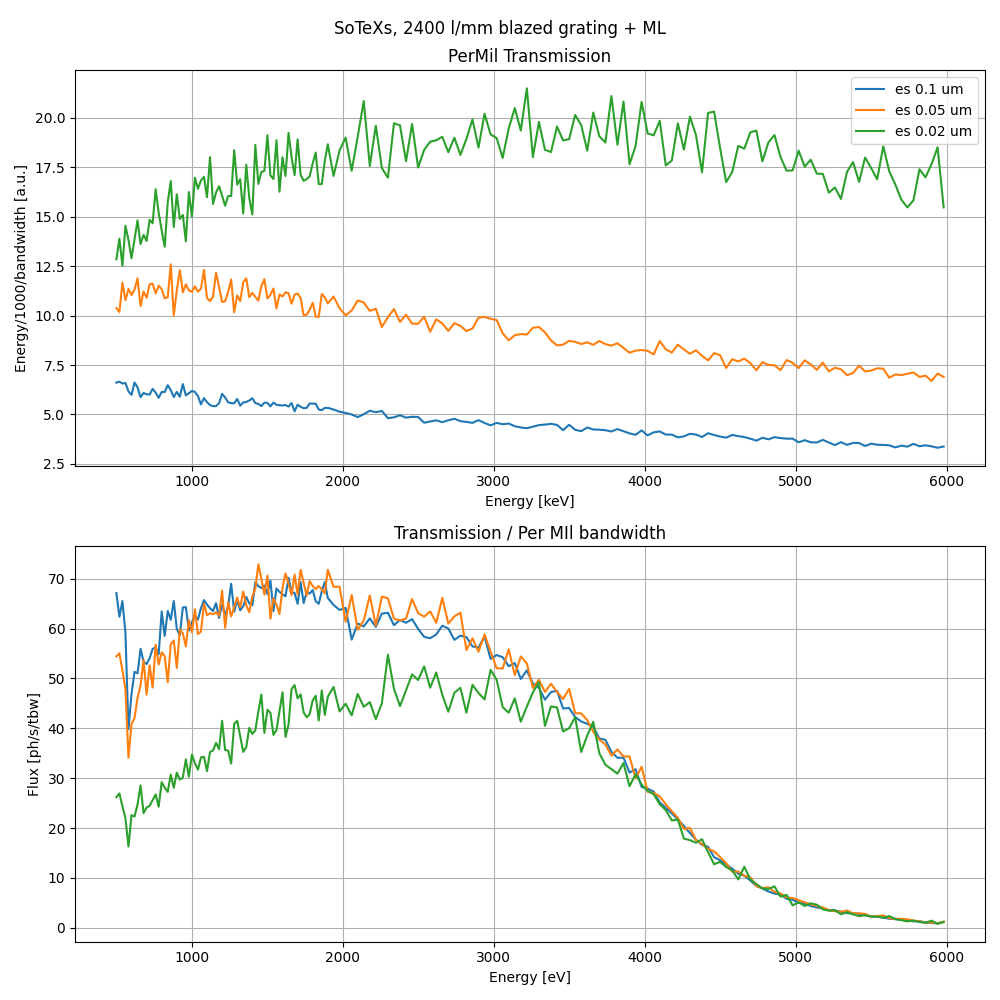 SoTeXs, 2400 l/mm blazed grating + ML
PerMil Transmission
Energy/1000/bandwidth [a.u.]
20.0
17.5
15.0
12.5
10.0
7.5
5.0
2.5
es 0.1 um
es 0.05 um
es 0.02 um
1000 2000 3000 4000 5000 6000
Energy [keV]
Transmission / Per MIl bandwidth
Flux [ph/s/tbw]
70
60
50
40
30
20
10
0
1000 2000 3000 4000 5000 6000
Energy [eV]